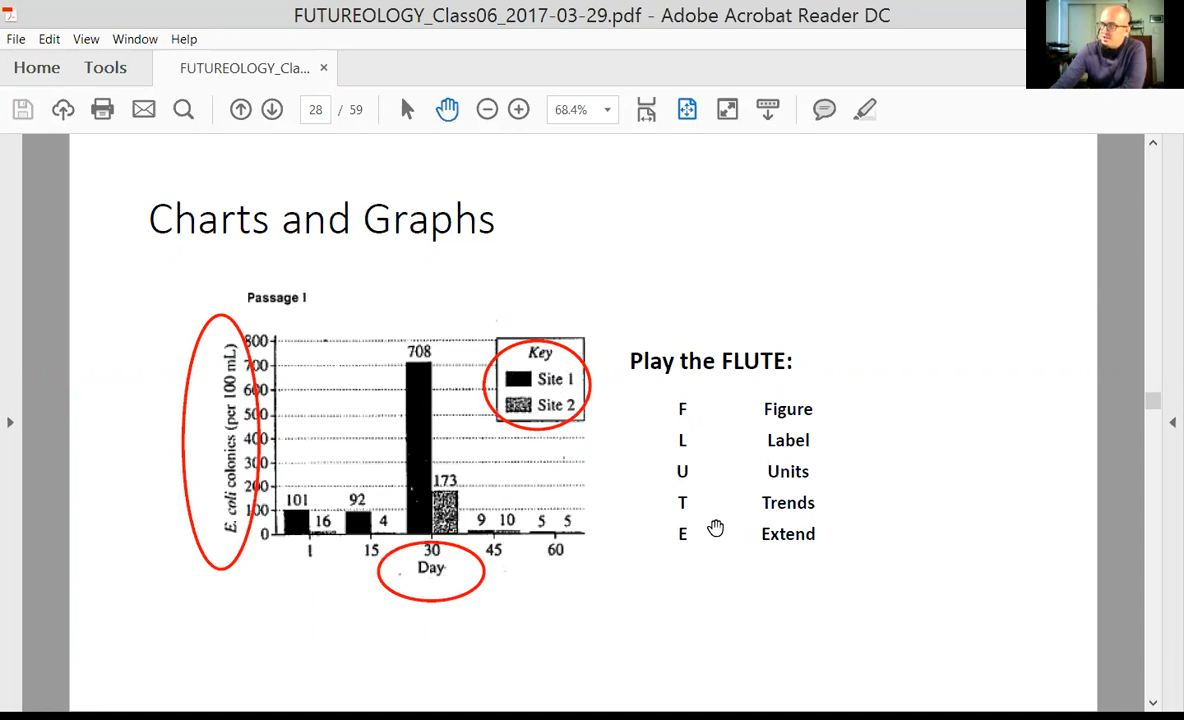 FUTUREOLOGY_Class06_2017-03-29.pdf - Adobe Acrobat Reader DC
File Edit View Window Help
Home Tools FUTUREOLOGY_Cla... ×
28 / 59 68.4%
Charts and Graphs
Passage I
E. coli colonies (per 100 mL)
800
700
600
500
400
300
200
100
0
101 16 92 4 708 173 9 10 5 5
1 15 30 45 60
Day
Key
Site 1
Site 2
Play the FLUTE:
F Figure
L Label
U Units
T Trends
E Extend